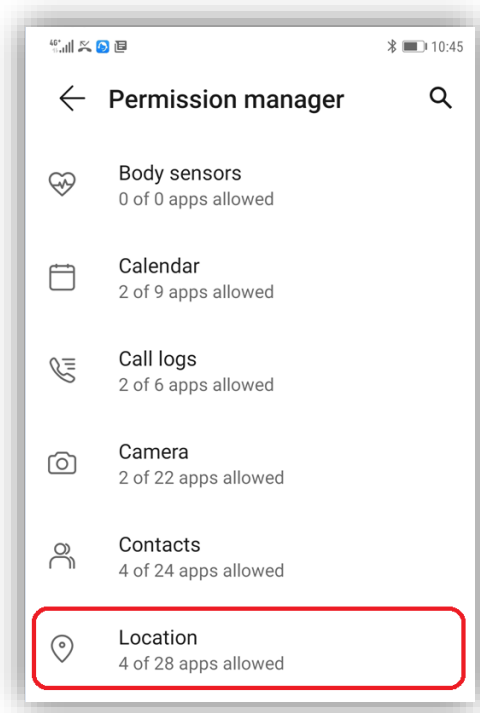 4G+ 10:45
Permission manager
Body sensors
0 of 0 apps allowed
Calendar
2 of 9 apps allowed
Call logs
2 of 6 apps allowed
Camera
2 of 22 apps allowed
Contacts
4 of 24 apps allowed
Location
4 of 28 apps allowed